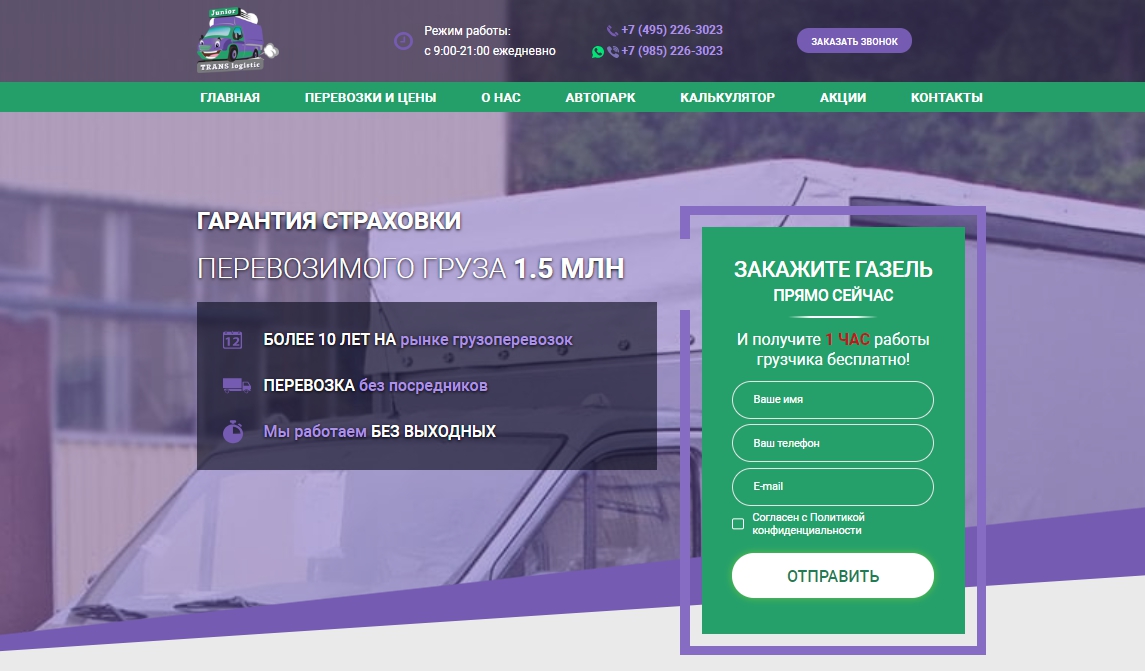 Junior
TRANS logistic
Режим работы:
с 9:00-21:00 ежедневно
+7 (495) 226-3023
+7 (985) 226-3023
ЗАКАЗАТЬ ЗВОНОК
ГЛАВНАЯ ПЕРЕВОЗКИ И ЦЕНЫ О НАС АВТОПАРК КАЛЬКУЛЯТОР АКЦИИ КОНТАКТЫ
ГАРАНТИЯ СТРАХОВКИ
ПЕРЕВОЗИМОГО ГРУЗА 1.5 МЛН
12
БОЛЕЕ 10 ЛЕТ НА рынке грузоперевозок
ПЕРЕВОЗКА без посредников
Мы работаем БЕЗ ВЫХОДНЫХ
ЗАКАЖИТЕ ГАЗЕЛЬ
ПРЯМО СЕЙЧАС
И получите 1 ЧАС работы
грузчика бесплатно!
Ваше имя
Ваш телефон
E-mail
Согласен с Политикой
конфиденциальности
ОТПРАВИТЬ